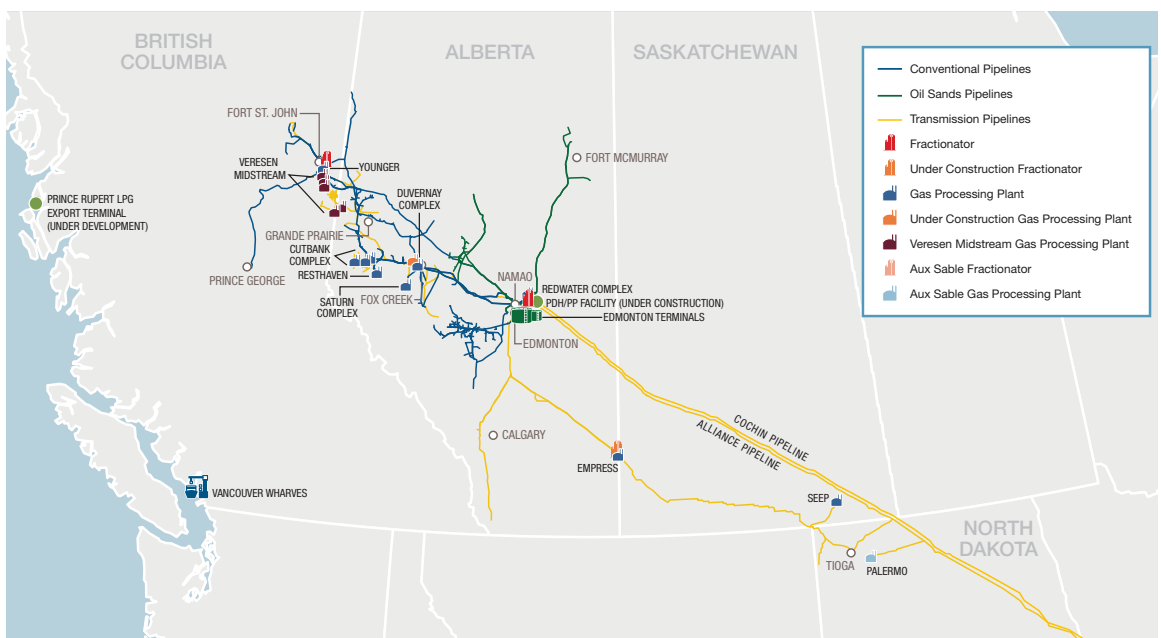 BRITISH
COLUMBIA
ALBERTA
SASKATCHEWAN
Conventional Pipelines
Oil Sands Pipelines
Transmission Pipelines
Fractionator
Under Construction Fractionator
Gas Processing Plant
Under Construction Gas Processing Plant
Veresen Midstream Gas Processing Plant
Aux Sable Fractionator
Aux Sable Gas Processing Plant
FORT ST. JOHN
VERESEN
MIDSTREAM
YOUNGER
FORT MCMURRAY
DUVERNAY
COMPLEX
PRINCE RUPERT LPG
EXPORT TERMINAL
(UNDER DEVELOPMENT)
GRANDE PRAIRIE
CUTBANK
COMPLEX
RESTHAVEN
PRINCE GEORGE
SATURN
COMPLEX
FOX CREEK
NAMAO
REDWATER COMPLEX
PDH/PP FACILITY (UNDER CONSTRUCTION)
EDMONTON TERMINALS
EDMONTON
CALGARY
COCHIN PIPELINE
ALLIANCE PIPELINE
EMPRESS
VANCOUVER WHARVES
SEEP
NORTH
DAKOTA
TIOGA
PALERMO